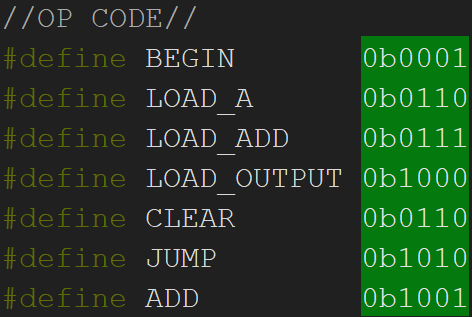 //OP CODE//
#define BEGIN 0b0001
#define LOAD_A 0b0110
#define LOAD_ADD 0b0111
#define LOAD_OUTPUT 0b1000
#define CLEAR 0b0110
#define JUMP 0b1010
#define ADD 0b1001